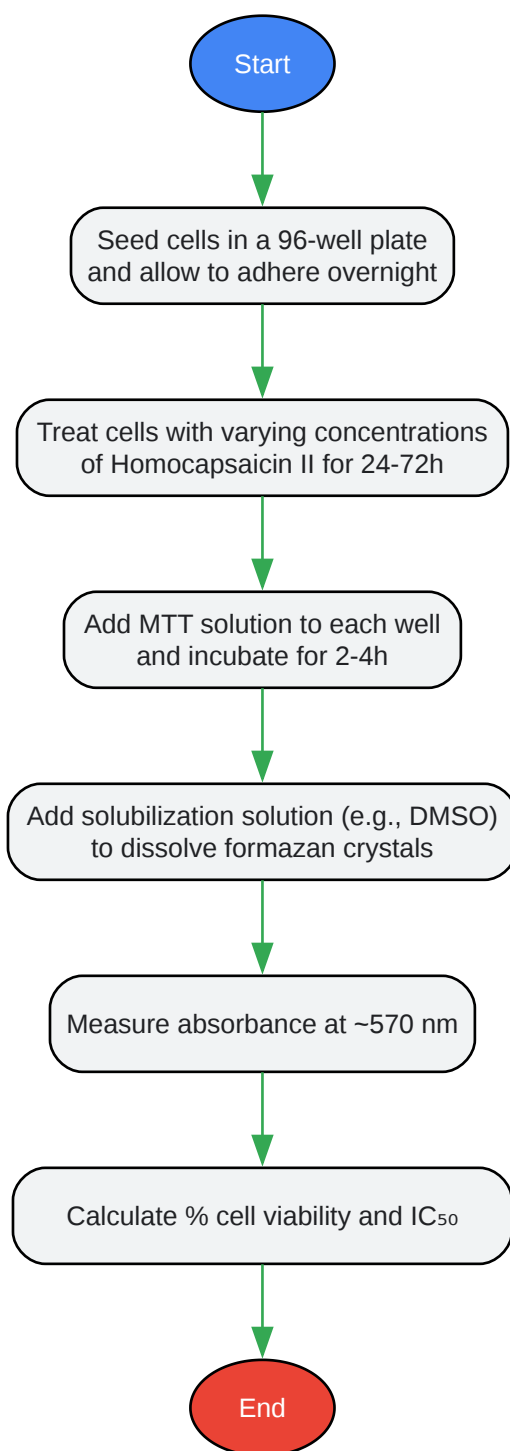 Start
Seed cells in a 96-well plate
and allow to adhere overnight
Treat cells with varying concentrations
of Homocapsaicin II for 24-72h
Add MTT solution to each well
and incubate for 2-4h
Add solubilization solution (e.g., DMSO)
to dissolve formazan crystals
Measure absorbance at ~570 nm
Calculate % cell viability and IC₅₀
End